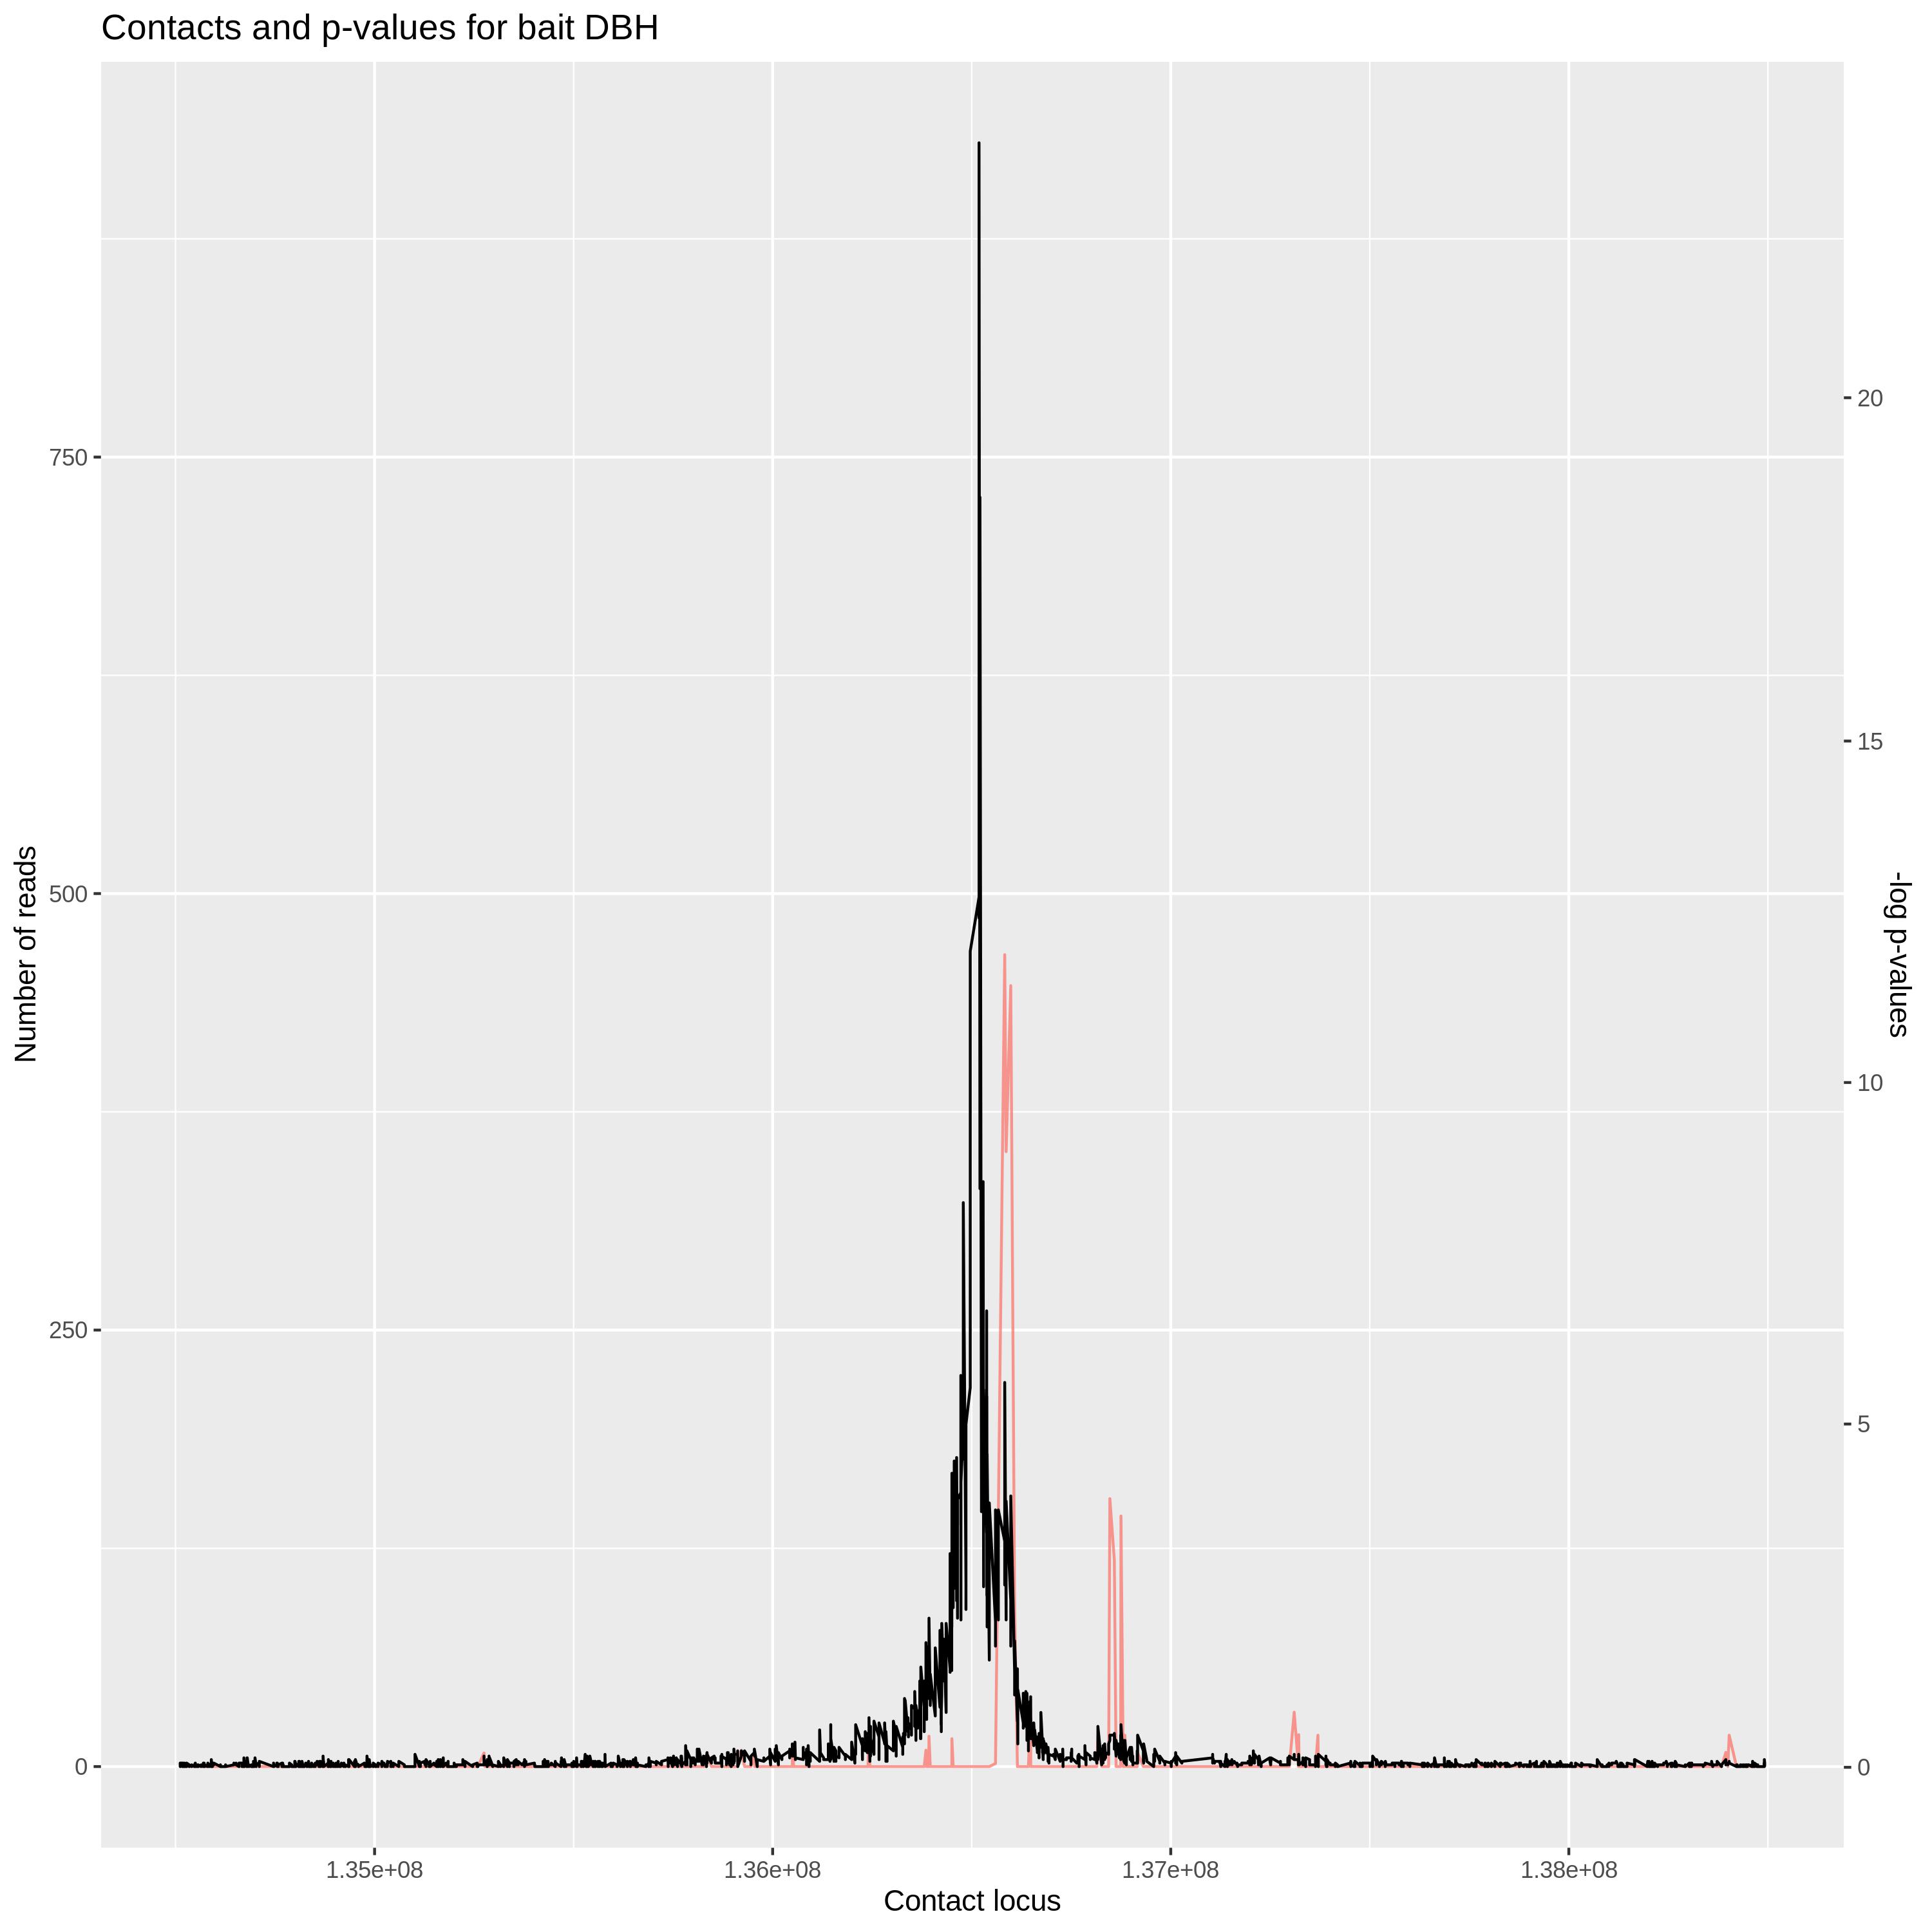 Contacts and p-values for bait DBH
Number of reads
750
500
250
0
20
15
10
5
0
-log p-values
1.35e+08
1.36e+08
1.37e+08
1.38e+08
Contact locus